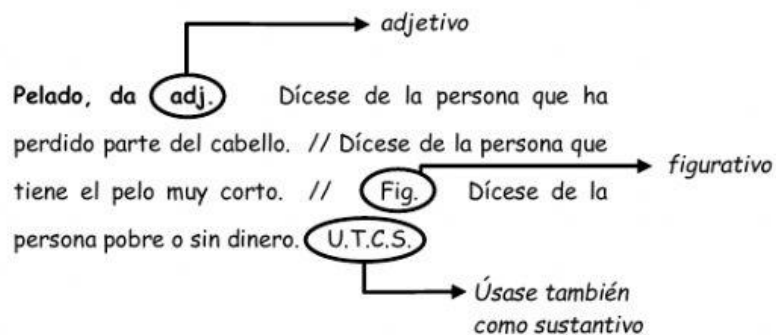 adjetivo
Pelado, da adj. Dícese de la persona que ha
perdido parte del cabello. // Dícese de la persona que
figurativo
tiene el pelo muy corto. // Fig. Dícese de la
persona pobre o sin dinero. U.T.C.S.
Úsase también
como sustantivo